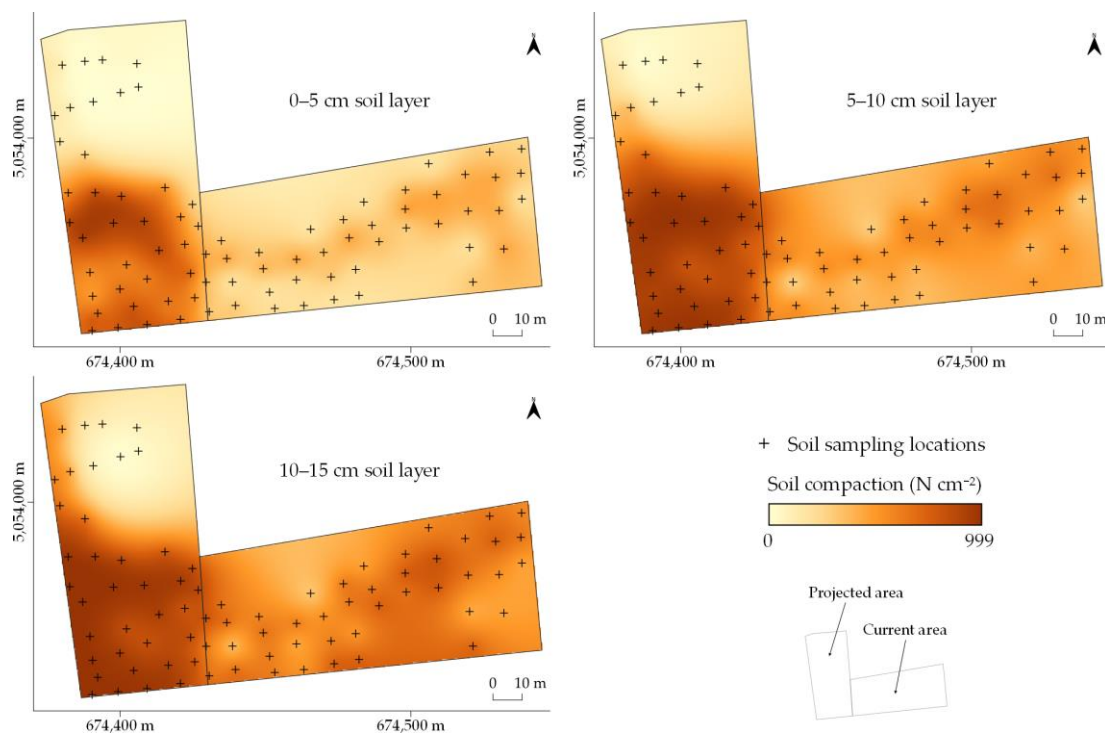 N
0–5 cm soil layer
5,054,000 m
0 10 m
674,400 m 674,500 m
N
5–10 cm soil layer
5,054,000 m
0 10 m
674,400 m 674,500 m
N
10–15 cm soil layer
5,054,000 m
0 10 m
674,400 m 674,500 m
+ Soil sampling locations
Soil compaction (N cm⁻²)
0 999
Projected area
Current area